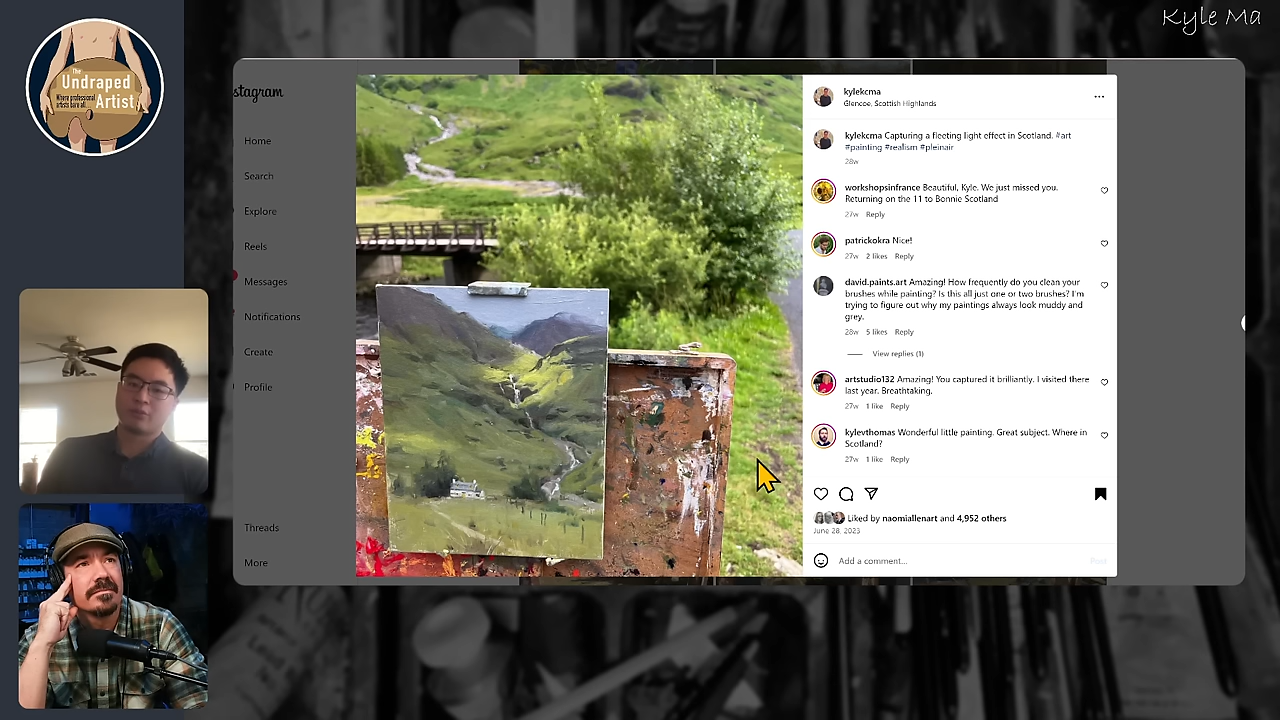 Kyle Ma
The
Undraped
Where professional
artists bare all.
Artist
stagram
Home
Search
Explore
Reels
Messages
Notifications
Create
Profile
Threads
More
kylekcma
Glencoe, Scottish Highlands
kylekcma Capturing a fleeting light effect in Scotland. #art
#painting #realism #pleinair
28w
workshopsinfrance Beautiful, Kyle. We just missed you.
Returning on the 11 to Bonnie Scotland
27w Reply
patrickokra Nice!
27w 2 likes Reply
david.paints.art Amazing! How frequently do you clean your
brushes while painting? Is this all just one or two brushes? I'm
trying to figure out why my paintings always look muddy and
grey.
28w 5 likes Reply
View replies (1)
artstudio132 Amazing! You captured it brilliantly. I visited there
last year. Breathtaking.
27w 1 like Reply
kylevthomas Wonderful little painting. Great subject. Where in
Scotland?
27w 1 like Reply
Liked by naomiallenart and 4,952 others
June 28, 2023
Add a comment...
Post